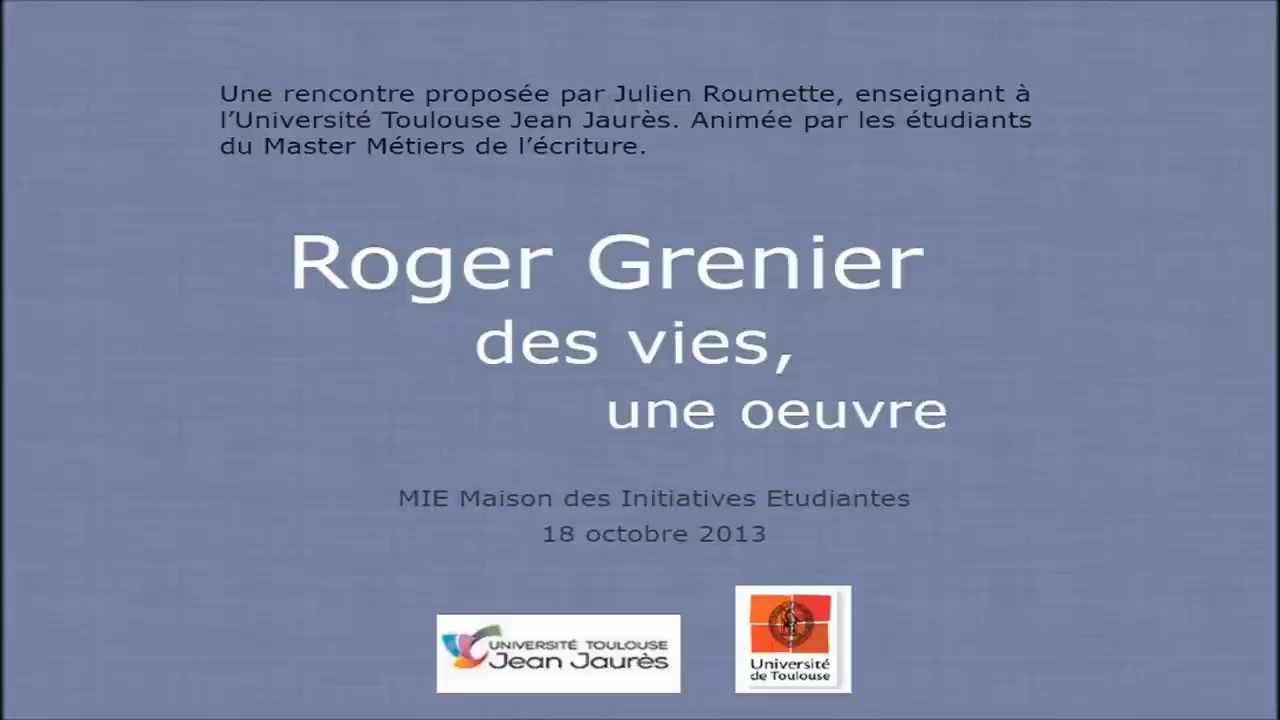 Une rencontre proposée par Julien Roumette, enseignant à
l’Université Toulouse Jean Jaurès. Animée par les étudiants
du Master Métiers de l’écriture.
Roger Grenier
des vies,
une oeuvre
MIE Maison des Initiatives Etudiantes
18 octobre 2013
UNIVERSITÉ TOULOUSE
Jean Jaurès
Université
de Toulouse